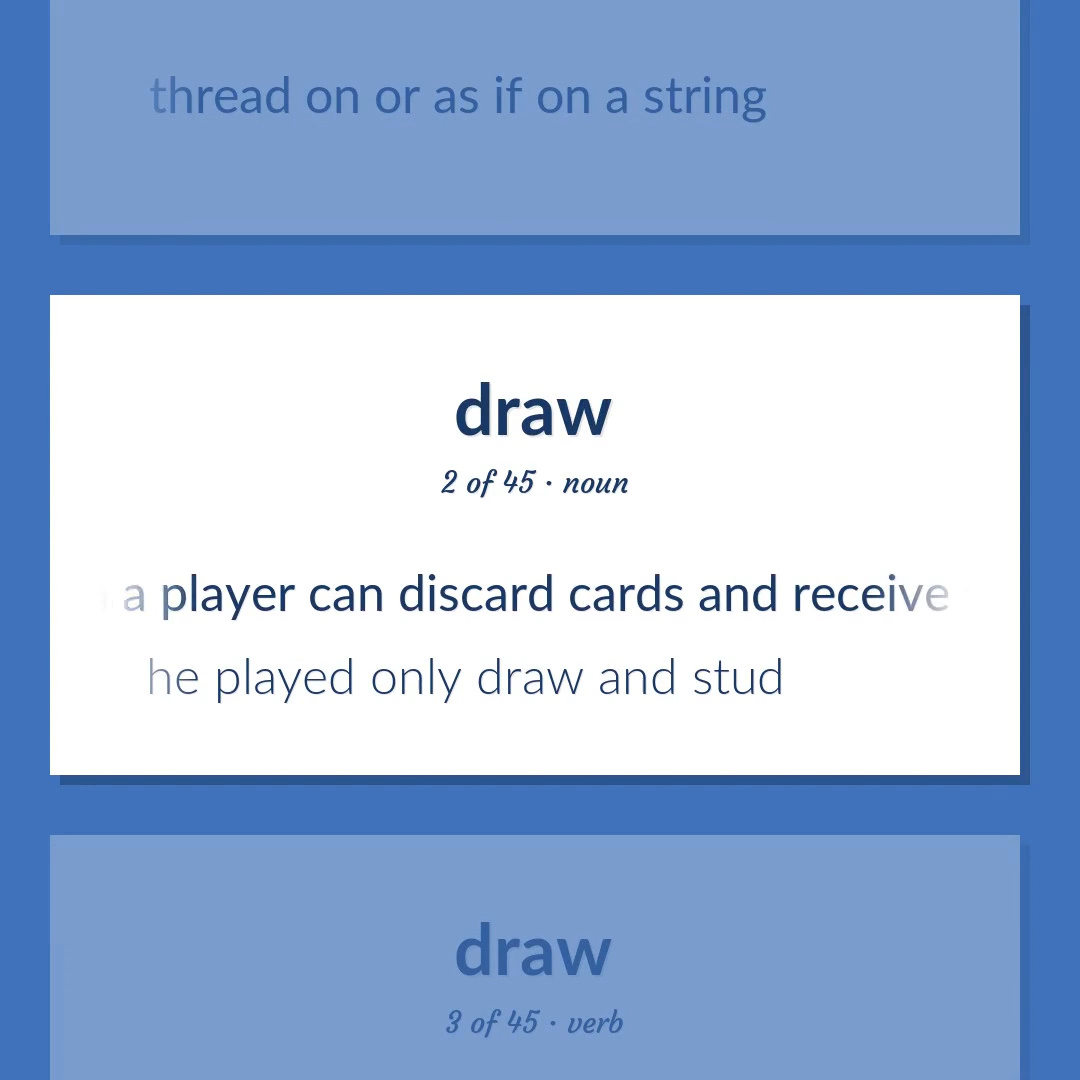 thread on or as if on a string
draw
2 of 45 · noun
a player can discard cards and receive
he played only draw and stud
draw
3 of 45 · verb